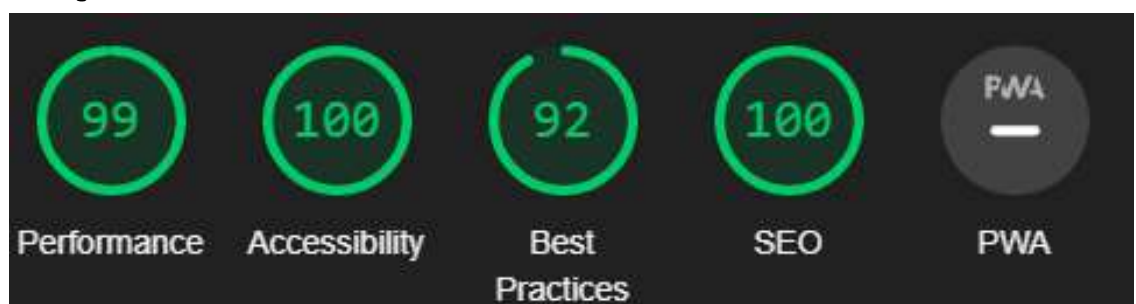 99 100 92 100 PWA
Performance Accessibility Best SEO PWA
Practices